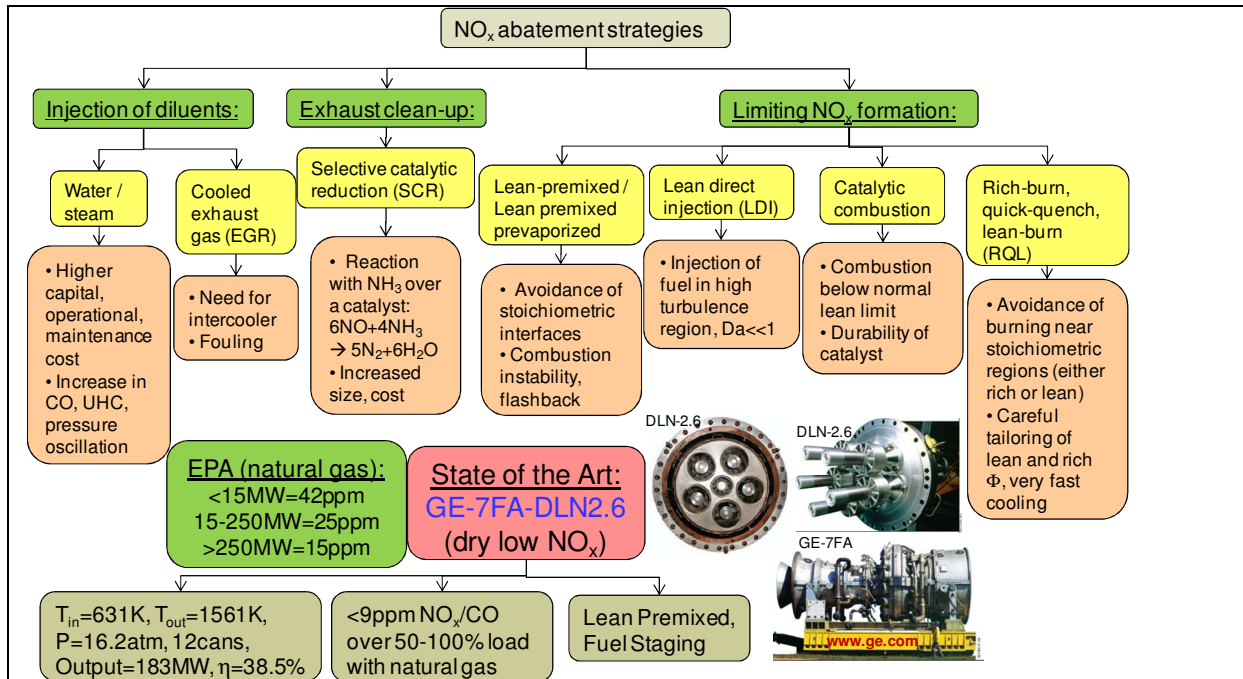 NOx abatement strategies
Injection of diluents:
Exhaust clean-up:
Limiting NOx formation:
Water /
steam
Cooled
exhaust
gas (EGR)
Selective catalytic
reduction (SCR)
Lean-premixed /
Lean premixed
prevaporized
Lean direct
injection (LDI)
Catalytic
combustion
Rich-burn,
quick-quench,
lean-burn
(RQL)
• Higher
capital,
operational,
maintenance
cost
• Increase in
CO, UHC,
pressure
oscillation
• Need for
intercooler
• Fouling
• Reaction
with NH3 over
a catalyst:
6NO+4NH3
→ 5N2+6H2O
• Increased
size, cost
• Avoidance of
stoichiometric
interfaces
• Combustion
instability,
flashback
• Injection of
fuel in high
turbulence
region, Da<<1
• Combustion
below normal
lean limit
• Durability of
catalyst
• Avoidance of
burning near
stoichiometric
regions (either
rich or lean)
• Careful
tailoring of
lean and rich
Φ, very fast
cooling
EPA (natural gas):
<15MW=42ppm
15-250MW=25ppm
>250MW=15ppm
State of the Art:
GE-7FA-DLN2.6
(dry low NOx)
DLN-2.6
DLN-2.6
GE-7FA
www.ge.com
Tin=631K, Tout=1561K,
P=16.2atm, 12cans,
Output=183MW, η=38.5%
<9ppm NOx/CO
over 50-100% load
with natural gas
Lean Premixed,
Fuel Staging